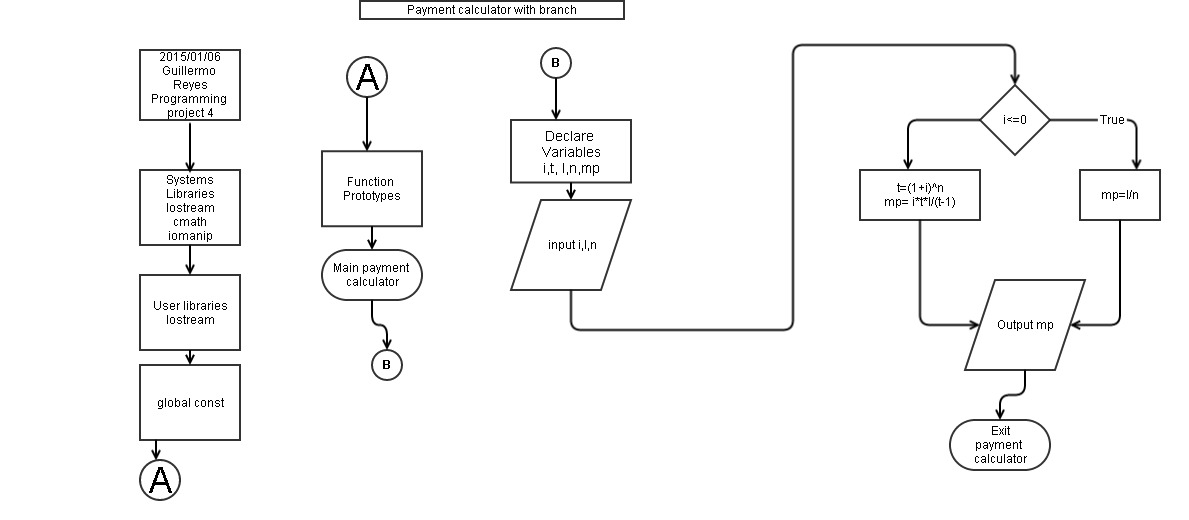 Payment calculator with branch
2015/01/06
Guillermo
Reyes
Programming
project 4
Systems
Libraries
Iostream
cmath
iomanip
User libraries
Iostream
global const
A
A
Function
Prototypes
Main payment
calculator
B
B
Declare
Variables
i,t, l,n,mp
input i,l,n
i<=0
True
t=(1+i)^n
mp= i*t*l/(t-1)
mp=l/n
Output mp
Exit
payment
calculator